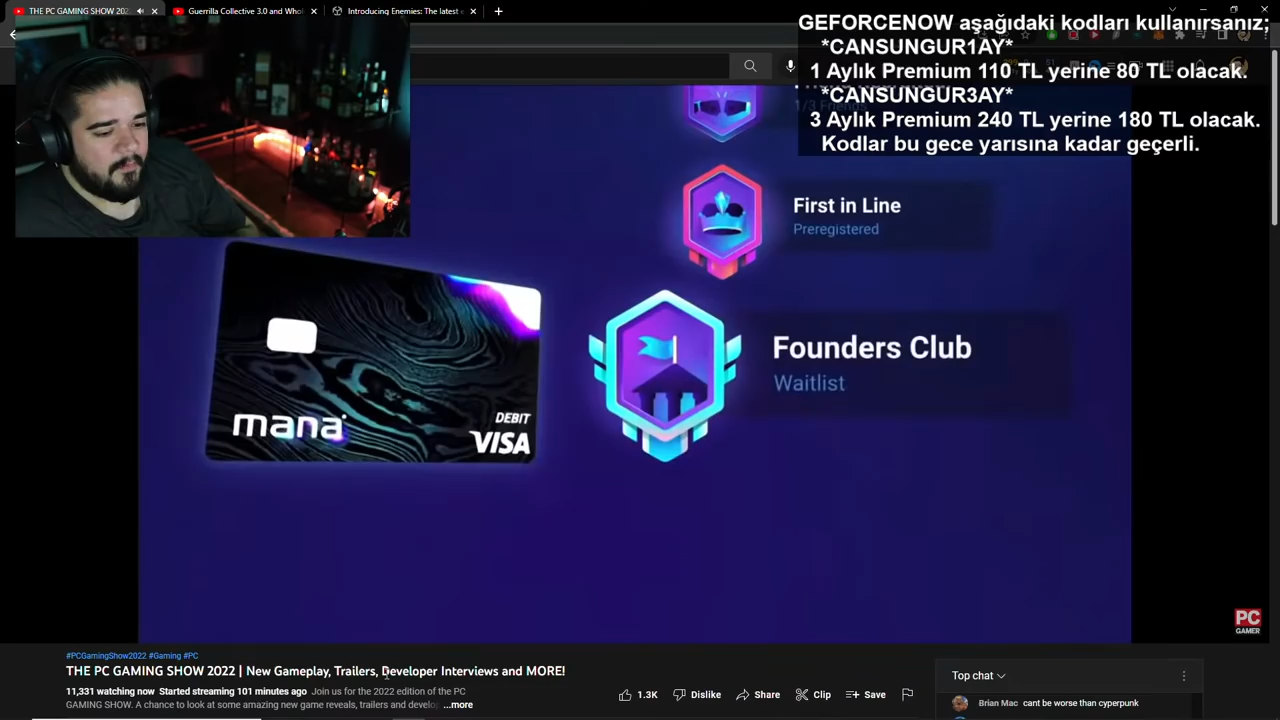 THE PC GAMING SHOW 202
Guerrilla Collective 3.0 and Whol
Introducing Enemies: The latest e
GEFORCENOW aşağıdaki kodları kullanırsanız;
*CANSUNGUR1AY*
1 Aylık Premium 110 TL yerine 80 TL olacak.
*CANSUNGUR3AY*
3 Aylık Premium 240 TL yerine 180 TL olacak.
Kodlar bu gece yarısına kadar geçerli.
1/3 Friends
First in Line
Preregistered
Founders Club
Waitlist
mana
DEBIT
VISA
PC
GAMER
#PCGamingShow2022 #Gaming #PC
THE PC GAMING SHOW 2022 | New Gameplay, Trailers, Developer Interviews and MORE!
11,331 watching now Started streaming 101 minutes ago Join us for the 2022 edition of the PC
GAMING SHOW. A chance to look at some amazing new game reveals, trailers and develo ...more
1.3K
Dislike
Share
Clip
Save
Top chat
Brian Mac cant be worse than cyperpunk